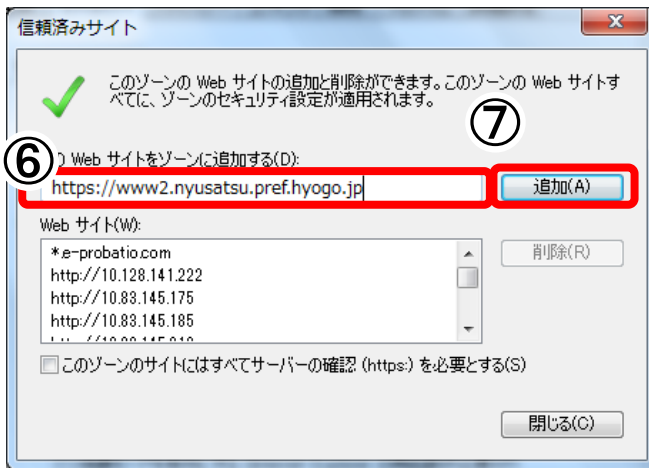 信頼済みサイト
このゾーンの Web サイトの追加と削除ができます。このゾーンの Web サイトす
べてに、ゾーンのセキュリティ設定が適用されます。
⑦
⑥
Web サイトをゾーンに追加する(D):
https://www2.nyusatsu.pref.hyogo.jp
追加(A)
Web サイト(W):
*.e-probatio.com
削除(R)
http://10.128.141.222
http://10.83.145.175
http://10.83.145.185
このゾーンのサイトにはすべてサーバーの確認 (https:) を必要とする(S)
閉じる(C)